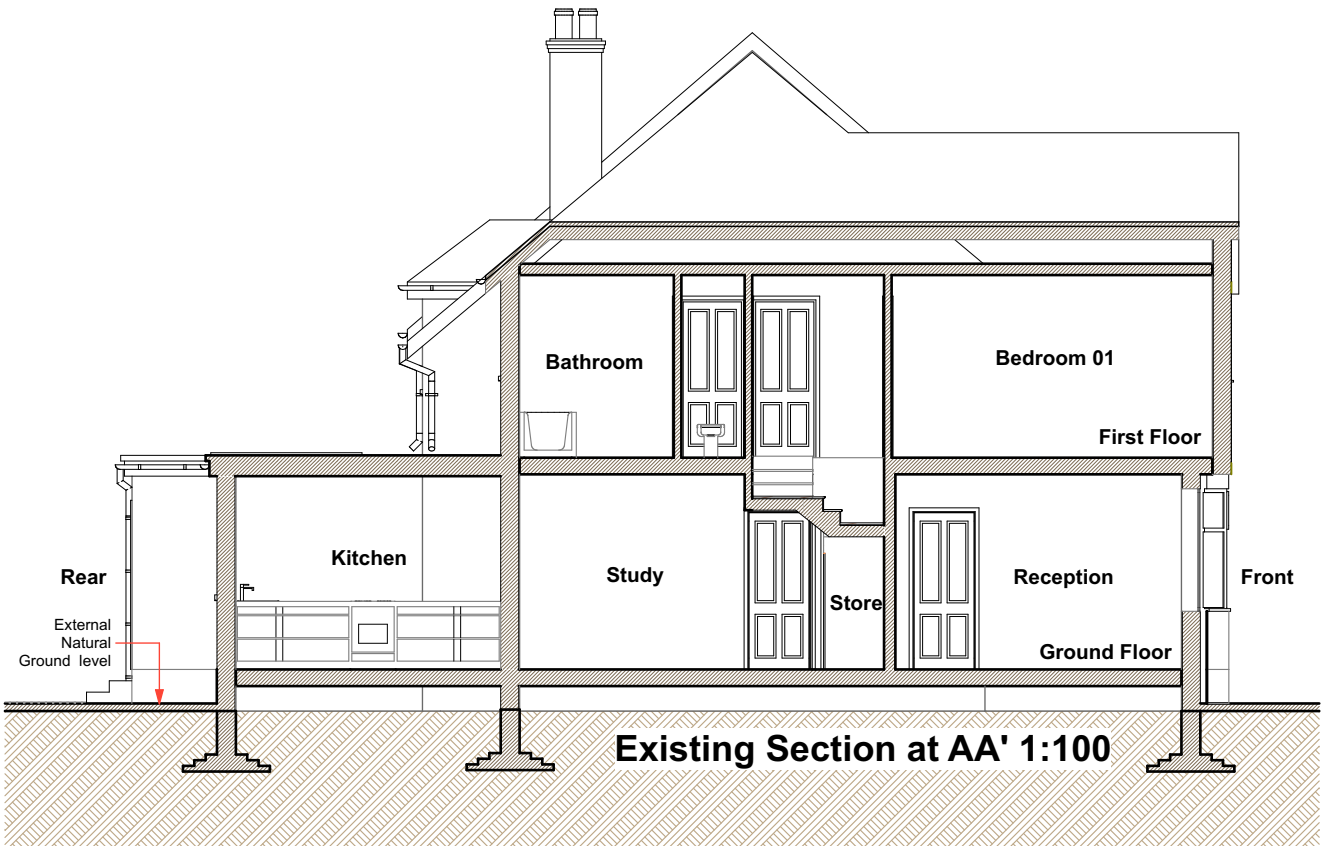 Bathroom
Bedroom 01
First Floor
Kitchen
Rear
Study
Reception
Front
Store
External
Natural
Ground level
Ground Floor
Existing Section at AA' 1:100